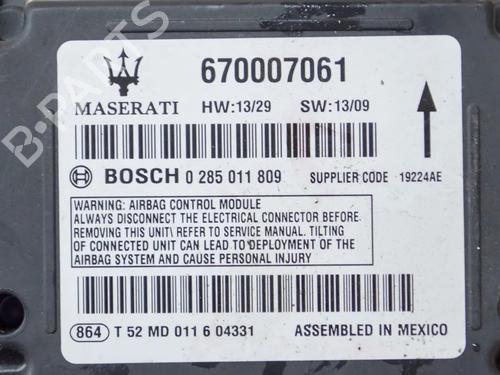 670007061
MASERATI HW:13/29 SW:13/09
BOSCH 0 285 011 809 SUPPLIER CODE 19224AE
WARNING: AIRBAG CONTROL MODULE
ALWAYS DISCONNECT THE ELECTRICAL CONNECTOR BEFORE
REMOVING THIS UNIT\ REFER TO SERVICE MANUAL. TILTING
OF CONNECTED UNIT CAN LEAD TO DEPLOYMENT OF THE
AIRBAG SYSTEM AND CAUSE PERSONAL INJURY
864 T 52 MD 011 6 04331 ASSEMBLED IN MEXICO
B-PARTS